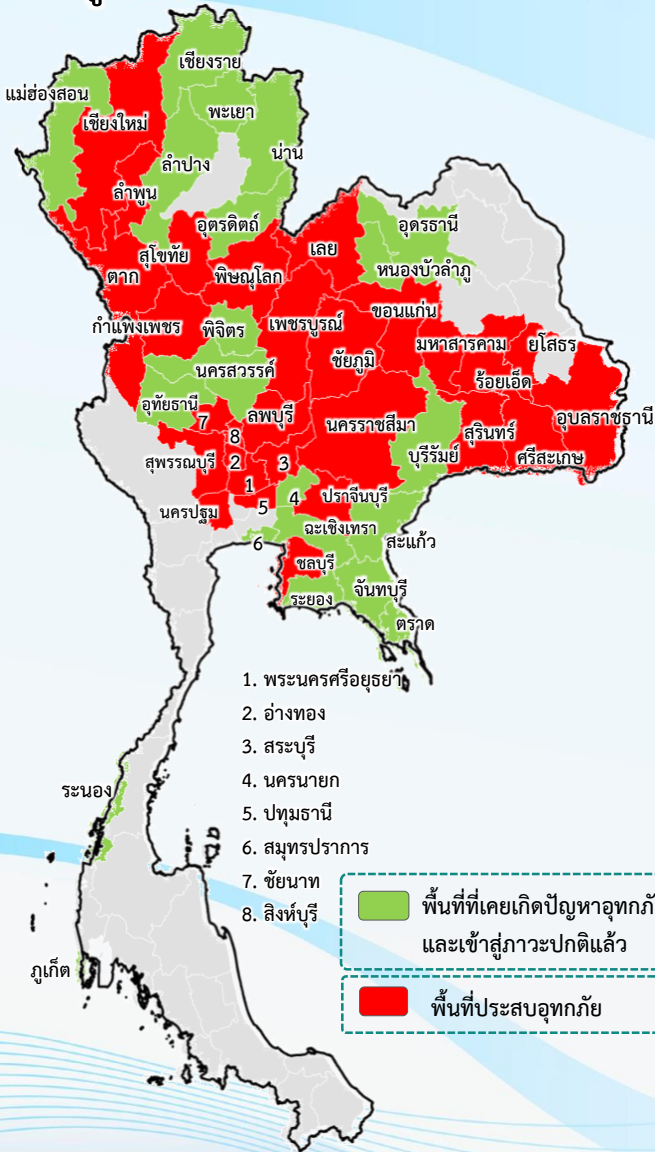 เชียงราย
แม่ฮ่องสอน
พะเยา
เชียงใหม่
น่าน
ลำปาง
ลำพูน
อุตรดิตถ์
อุดรธานี
สุโขทัย
เลย
หนองบัวลำภู
ตาก
พิษณุโลก
ขอนแก่น
กำแพงเพชร
พิจิตร
เพชรบูรณ์
มหาสารคาม
ยโสธร
ชัยภูมิ
นครสวรรค์
ร้อยเอ็ด
อุทัยธานี
ลพบุรี
นครราชสีมา
อุบลราชธานี
7
8
สุรินทร์
บุรีรัมย์
ศรีสะเกษ
สุพรรณบุรี
2
3
1
4
ปราจีนบุรี
5
นครปฐม
ฉะเชิงเทรา
6
สะแก้ว
ชลบุรี
จันทบุรี
ระยอง
ตราด
1. พระนครศรีอยุธยา
2. อ่างทอง
3. สระบุรี
4. นครนายก
5. ปทุมธานี
6. สมุทรปราการ
7. ชัยนาท
8. สิงห์บุรี
ระนอง
ภูเก็ต
พื้นที่ที่เคยเกิดปัญหาอุทกภั
และเข้าสู่ภาวะปกติแล้ว
พื้นที่ประสบอุทกภัย